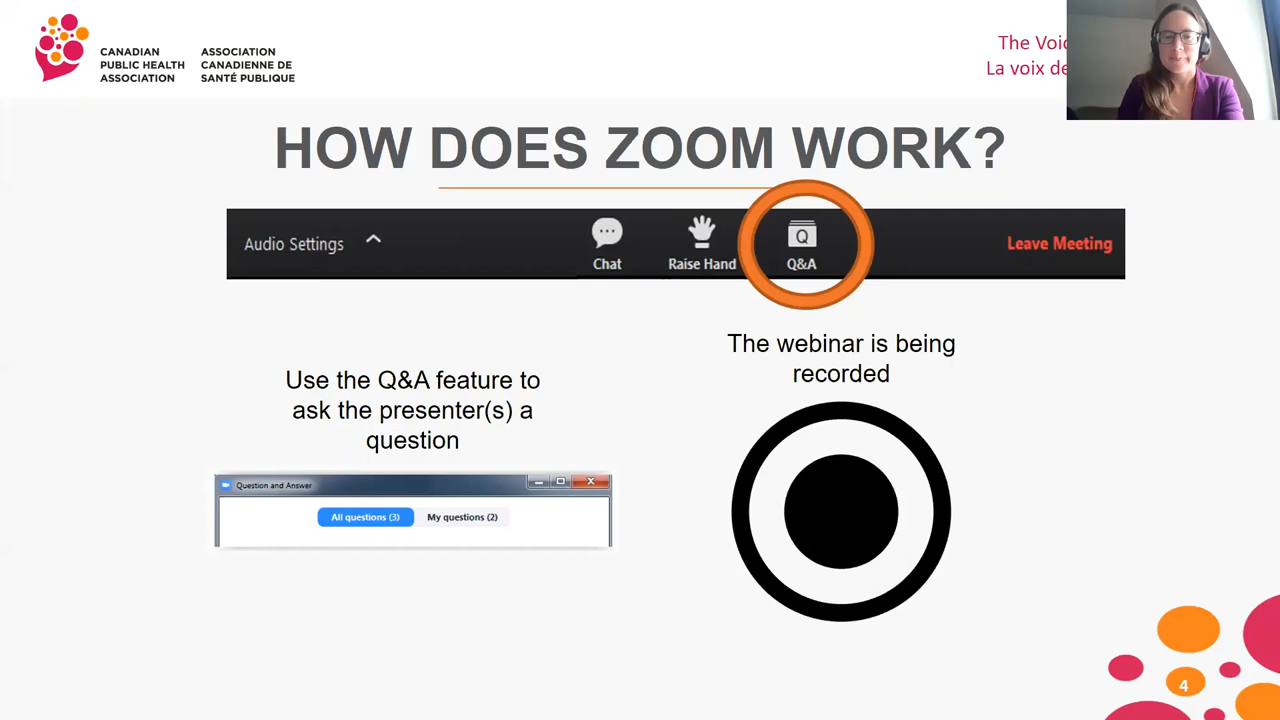 CANADIAN
PUBLIC HEALTH
ASSOCIATION
ASSOCIATION
CANADIENNE DE
SANTÉ PUBLIQUE
The
La voix
HOW DOES ZOOM WORK?
Audio Settings
Chat
Raise Hand
Q
Q&A
Leave Meeting
The webinar is being
recorded
Use the Q&A feature to
ask the presenter(s) a
question
Question and Answer
All questions (3)
My questions (2)
4